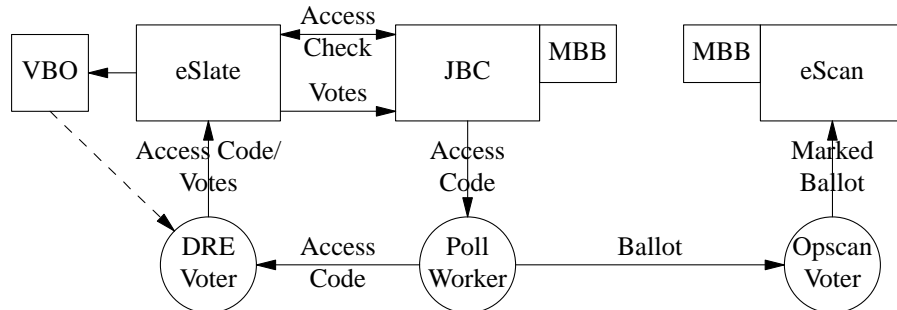 Access
Check
VBO
eSlate
JBC
MBB
MBB
eScan
Votes
Access Code/
Votes
Access
Code
Marked
Ballot
DRE
Voter
Access
Code
Poll
Worker
Ballot
Opscan
Voter